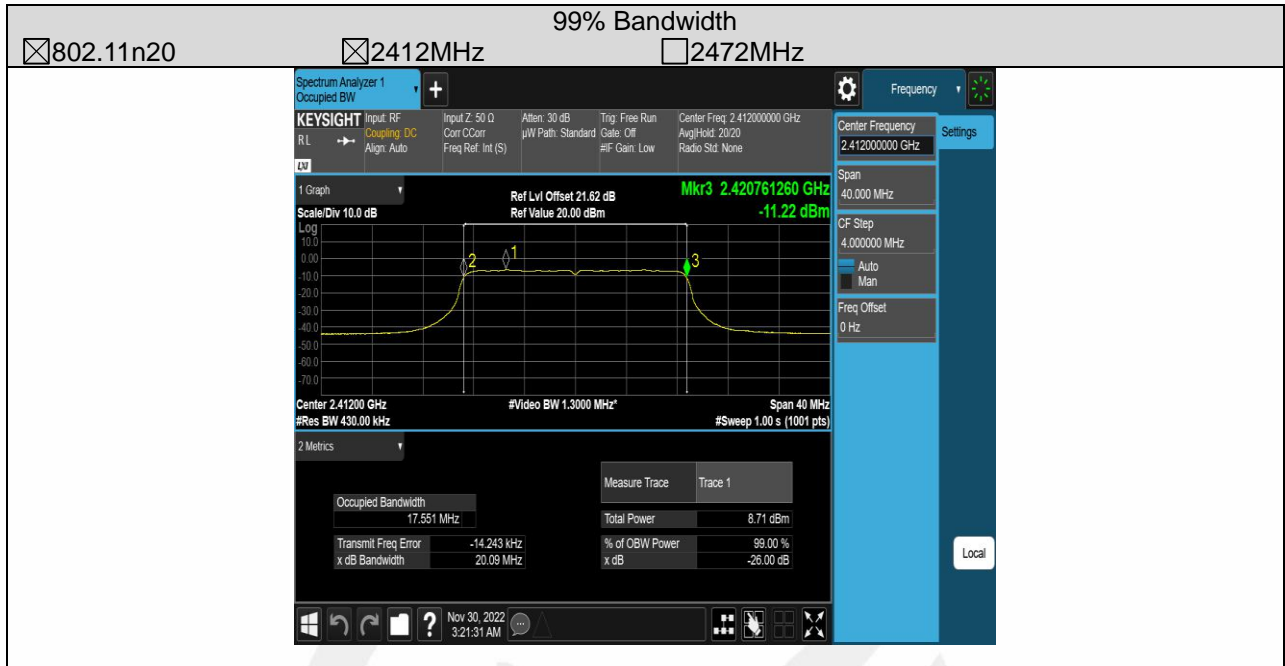 99% Bandwidth
☒802.11n20 ☒2412MHz ☐2472MHz
Spectrum Analyzer 1
Occupied BW
+
Frequency
KEYSIGHT
RL
LXI
Input: RF
Coupling: DC
Align: Auto
Input Z: 50 Ω
Corr CCorr
Freq Ref: Int (S)
Atten: 30 dB
µW Path: Standard
Trig: Free Run
Gate: Off
#IF Gain: Low
Center Freq: 2.412000000 GHz
Avg|Hold: 20/20
Radio Std: None
Center Frequency
2.412000000 GHz
Settings
Span
40.000 MHz
CF Step
4.000000 MHz
Auto
Man
Freq Offset
0 Hz
Local
1 Graph
Scale/Div 10.0 dB
Ref Lvl Offset 21.62 dB
Ref Value 20.00 dBm
Mkr3 2.420761260 GHz
-11.22 dBm
Log
10.0
0.00
-10.0
-20.0
-30.0
-40.0
-50.0
-60.0
-70.0
2
1
3
Center 2.41200 GHz #Video BW 1.3000 MHz* Span 40 MHz
#Res BW 430.00 kHz #Sweep 1.00 s (1001 pts)
2 Metrics
Measure Trace Trace 1
Occupied Bandwidth
17.551 MHz
Total Power 8.71 dBm
Transmit Freq Error -14.243 kHz % of OBW Power 99.00 %
x dB Bandwidth 20.09 MHz x dB -26.00 dB
?
Nov 30, 2022
3:21:31 AM